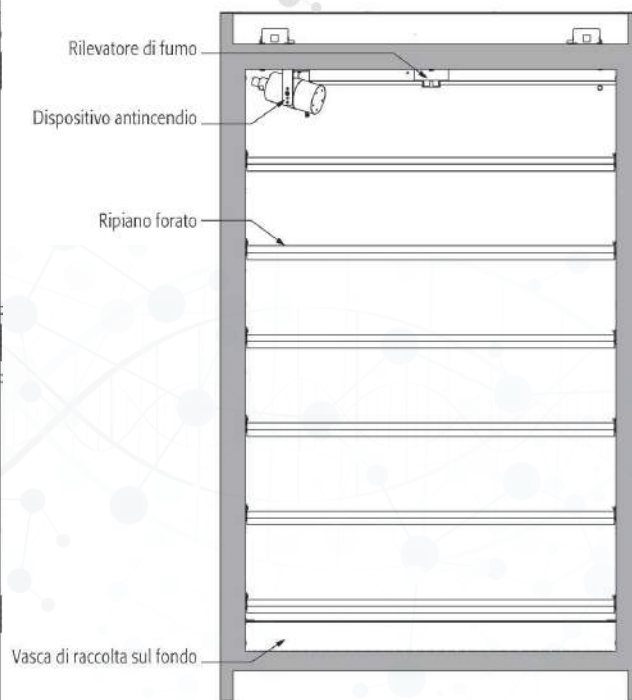 Rilevatore di fumo
Dispositivo antincendio
Ripiano forato
Vasca di raccolta sul fondo